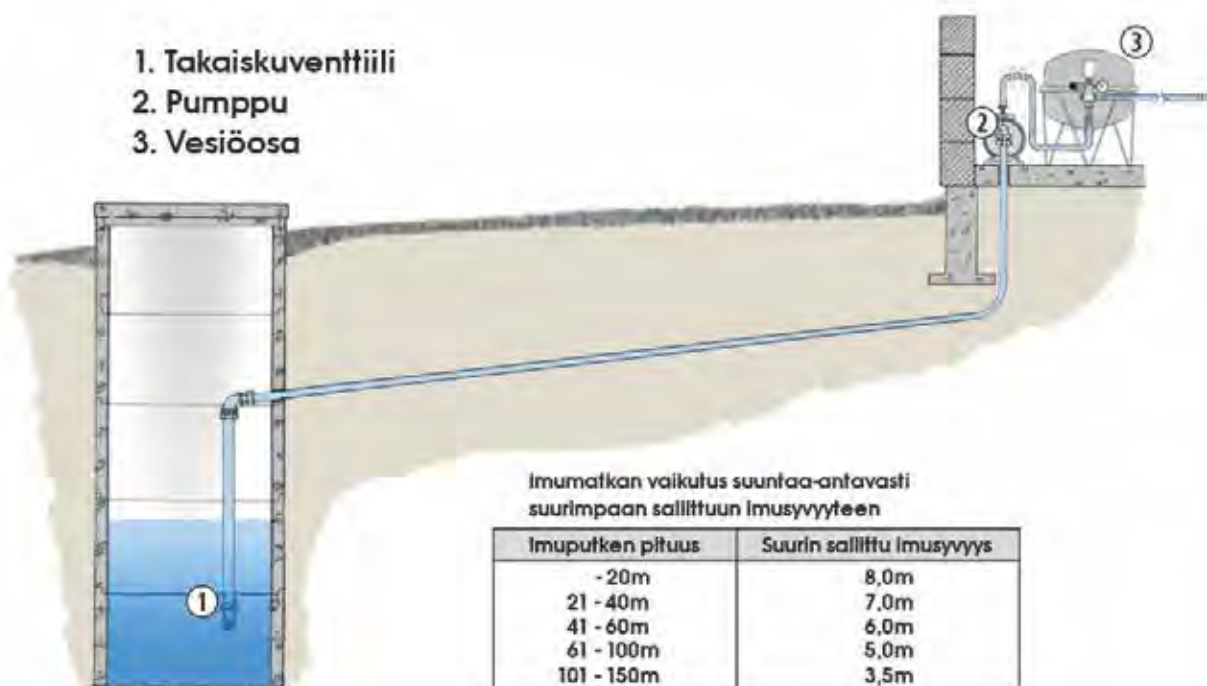 1. Takaiskuventtiili
2. Pumppu
3. Vesiöosa
3
2
1
Imumatkan vaikutus suuntaa-antavasti
suurimpaan sallittuun imusyvyyteen
Imuputken pituus Suurin sallittu imusyvyys
-20m 8,0m
21 - 40m 7,0m
41 - 60m 6,0m
61 - 100m 5,0m
101 - 150m 3,5m